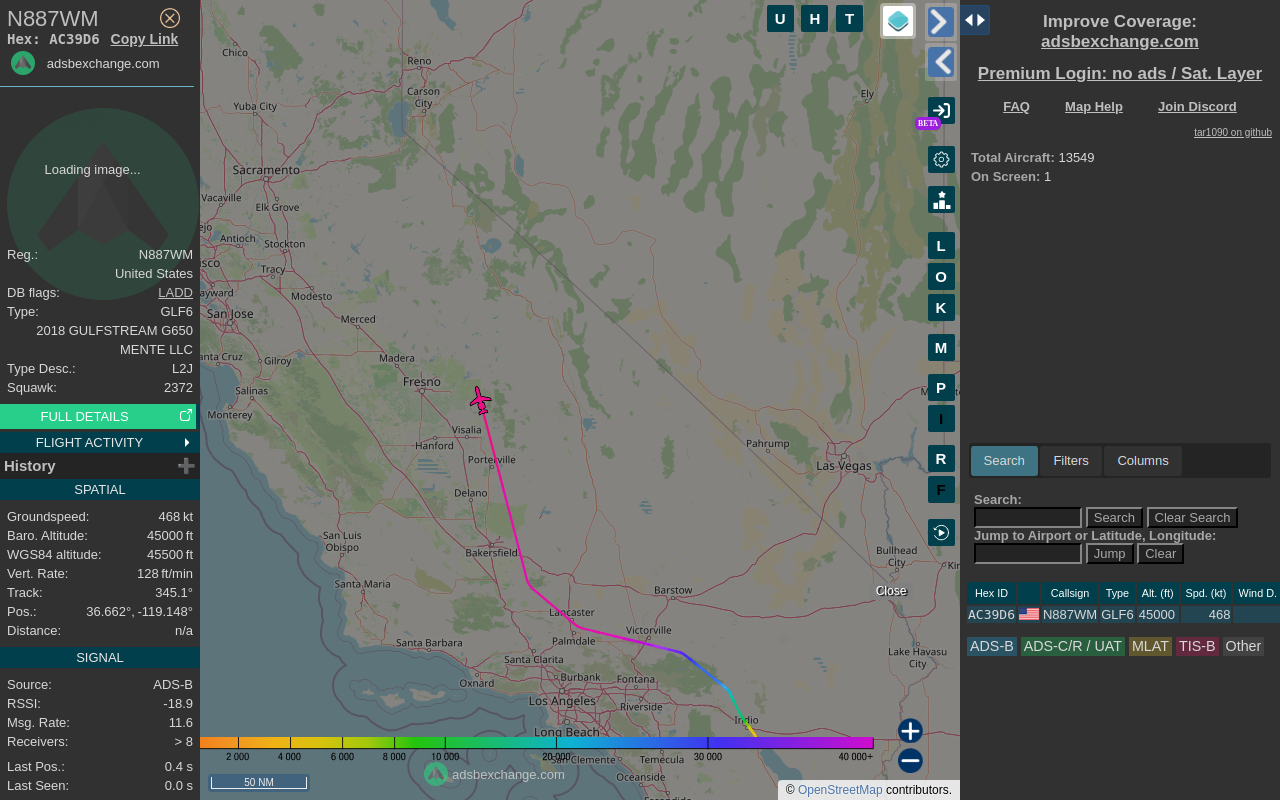 N887WM
Hex: AC39D6 Copy Link
adsbexchange.com
Loading image...
Reg.: N887WM
United States
DB flags: LADD
Type: GLF6
2018 GULFSTREAM G650
MENTE LLC
Type Desc.: L2J
Squawk: 2372
FULL DETAILS
FLIGHT ACTIVITY
History
SPATIAL
Groundspeed: 468 kt
Baro. Altitude: 45000 ft
WGS84 altitude: 45500 ft
Vert. Rate: 128 ft/min
Track: 345.1°
Pos.: 36.662°, -119.148°
Distance: n/a
SIGNAL
Source: ADS-B
RSSI: -18.9
Msg. Rate: 11.6
Receivers: > 8
Last Pos.: 0.4 s
Last Seen: 0.0 s
U H T
Chico
Reno
Carson
City
Ely
Yuba City
Sacramento
Vacaville
Elk Grove
Antioch
Stockton
Tracy
Modesto
San Jose
Merced
Gilroy
Madera
Salinas
Fresno
Monterey
Visalia
Hanford
Porterville
Pahrump
Las Vegas
Delano
San Luis
Obispo
Bakersfield
Bullhead
City
Santa Maria
Barstow
Close
Lancaster
Palmdale
Victorville
Santa Barbara
Lake Havasu
City
Santa Clarita
Oxnard
Burbank
Fontana
Los Angeles
Riverside
Indio
Long Beach
San Clemente
Temecula
Oceanside
Escondido
BETA
L
O
K
M
P
I
R
F
2 000 4 000 6 000 8 000 10 000 20 000 30 000 40 000+
adsbexchange.com
50 NM
© OpenStreetMap contributors.
Improve Coverage:
adsbexchange.com
Premium Login: no ads / Sat. Layer
FAQ Map Help Join Discord
tar1090 on github
Total Aircraft: 13549
On Screen: 1
Search Filters Columns
Search:
Search Clear Search
Jump to Airport or Latitude, Longitude:
Jump Clear
Hex ID Callsign Type Alt. (ft) Spd. (kt) Wind D.
AC39D6 N887WM GLF6 45000 468
ADS-B ADS-C/R / UAT MLAT TIS-B Other